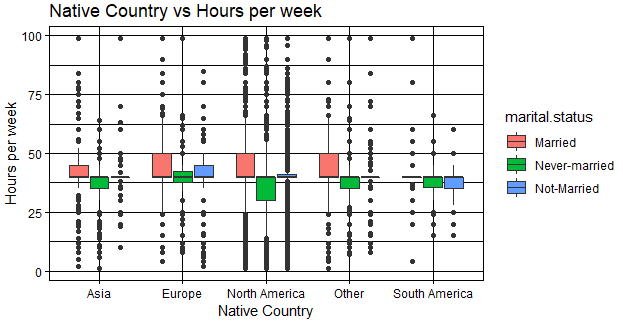 Native Country vs Hours per week
100
75
50
25
0
Hours per week
Asia
Europe
North America
Other
South America
Native Country
marital.status
Married
Never-married
Not-Married